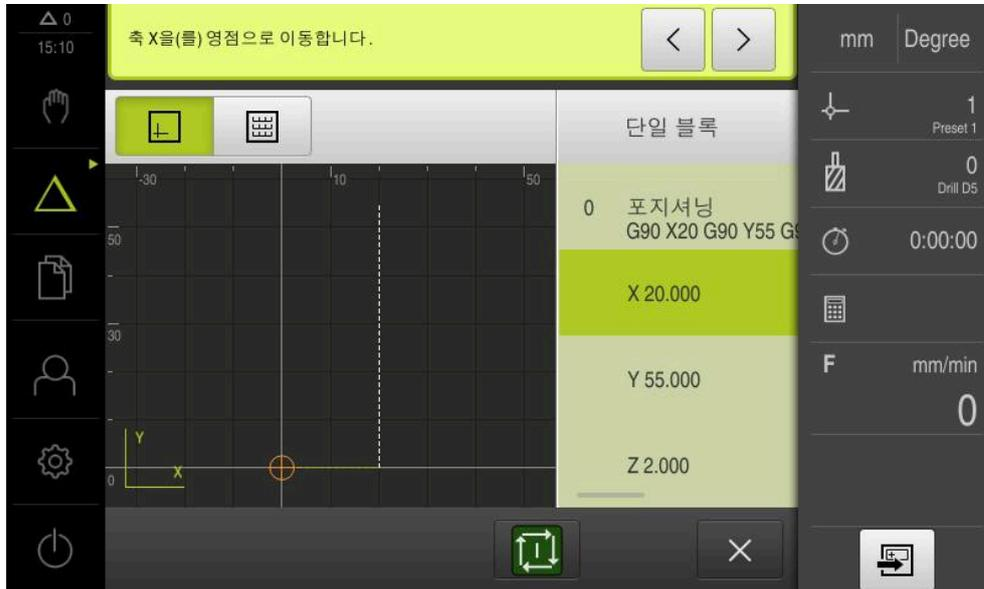 0
15:10
축 X을(를) 영점으로 이동합니다.
mm
Degree
1
Preset 1
0
Drill D5
0:00:00
F
mm/min
0
단일 블록
0
포지셔닝
G90 X20 G90 Y55 G9
X 20.000
Y 55.000
Z 2.000
-30
10
50
50
30
0
Y
X